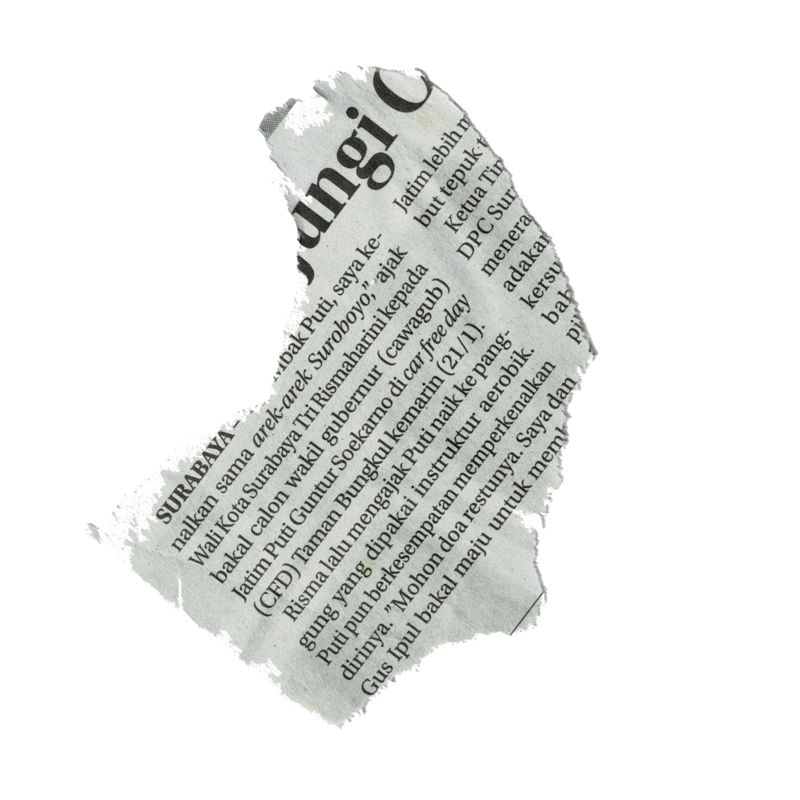 ungi C
SURABAYA - Puti, saya ke-
nalkan sama arek-arek Suroboyo," ajak
Wali Kota Surabaya Tri Rismaharini kepada
bakal calon wakil gubernur (cawagub)
Jatim Puti Guntur Soekarno di car free day
(CFD) Taman Bungkul kemarin (21/1).
Risma lalu mengajak Puti naik ke pang-
gung yang dipakai instruktur aerobik.
Puti pun berkesempatan memperkenalkan
dirinya. "Mohon doa restunya. Saya dan
Gus Ipul bakal maju untuk men
Jatim lebih m
but tepuk t
Ketua Tim
DPC Sur
menera
adakan
kersu
bak